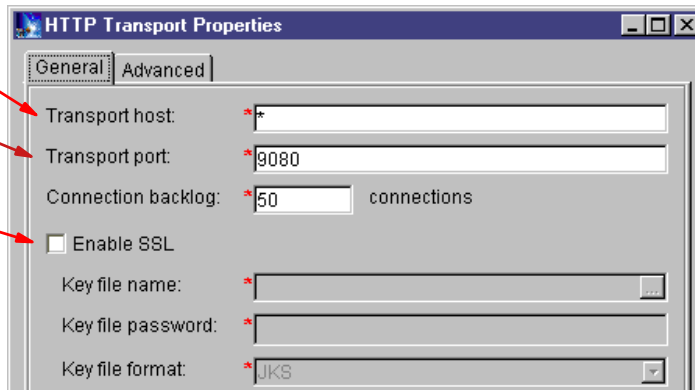 HTTP Transport Properties
General Advanced
Transport host: * *
Transport port: * 9080
Connection backlog: * 50 connections
Enable SSL
Key file name: * ...
Key file password: *
Key file format: * JKS